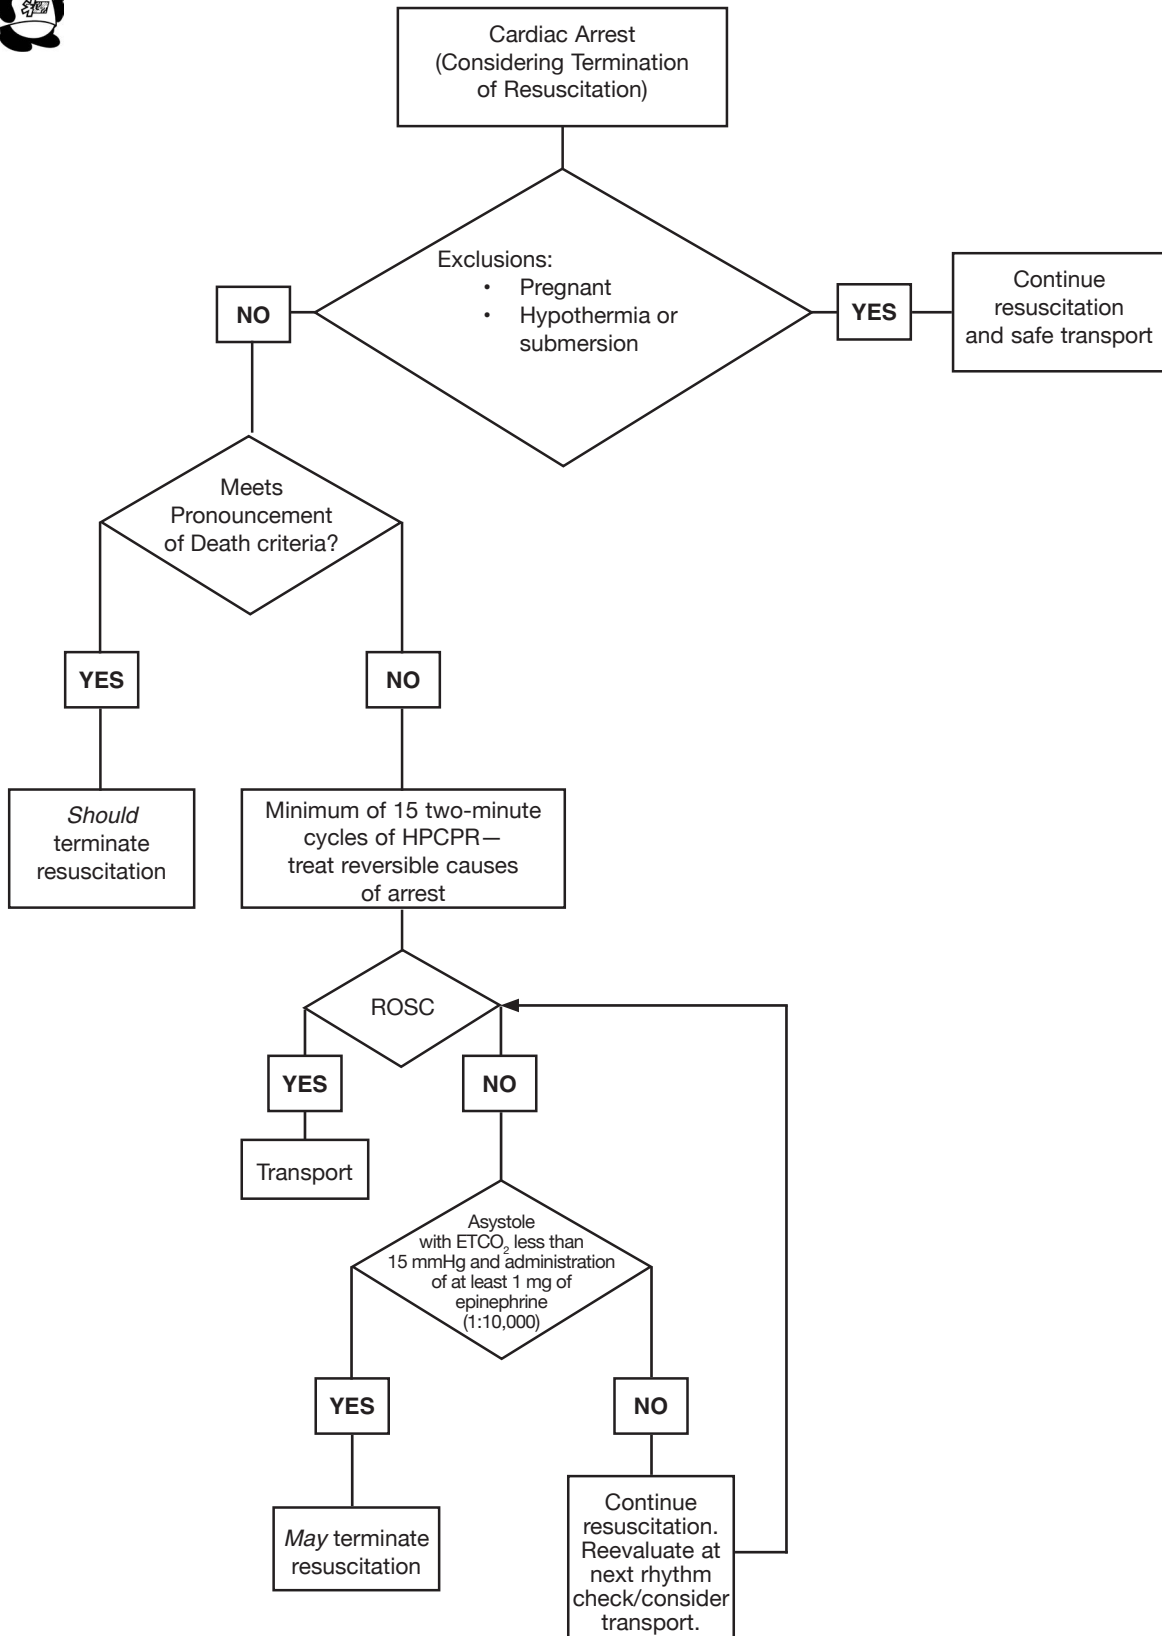 Cardiac Arrest
(Considering Termination
of Resuscitation)
Exclusions:
• Pregnant
• Hypothermia or
submersion
NO
YES
Continue
resuscitation
and safe transport
Meets
Pronouncement
of Death criteria?
YES
NO
Should
terminate
resuscitation
Minimum of 15 two-minute
cycles of HPCPR—
treat reversible causes
of arrest
ROSC
YES
NO
Transport
Asystole
with ETCO₂ less than
15 mmHg and administration
of at least 1 mg of
epinephrine
(1:10,000)
YES
NO
May terminate
resuscitation
Continue
resuscitation.
Reevaluate at
next rhythm
check/consider
transport.